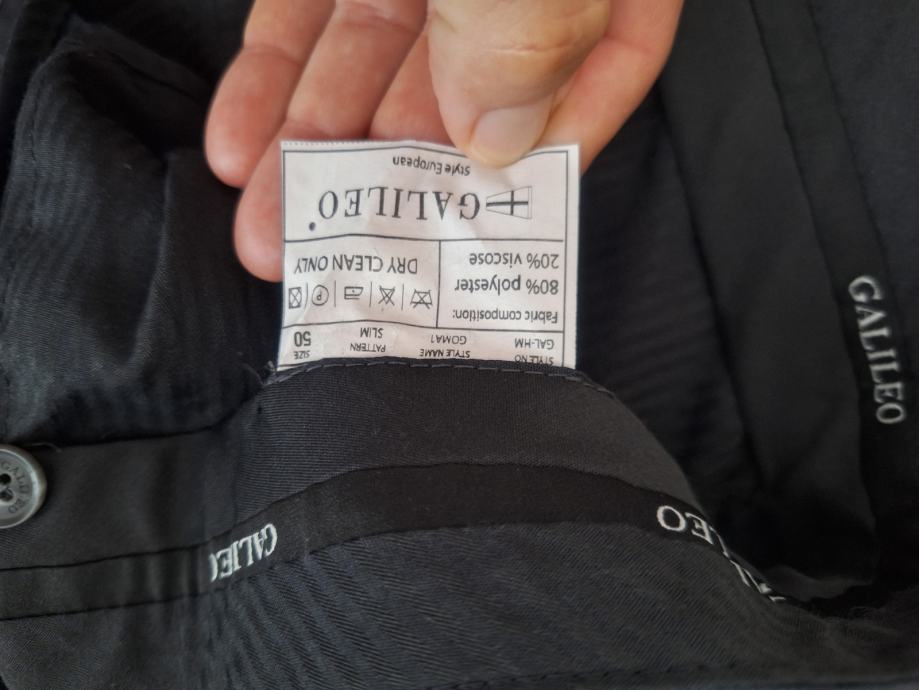 Style European
GALILEO
Fabric composition:
80% polyester
20% viscose
P
DRY CLEAN ONLY
STYLE NO
GAL-HM
STYLE NAME
GOMA1
PATTERN
SLIM
SIZE
50
GALILEO
GALILEO